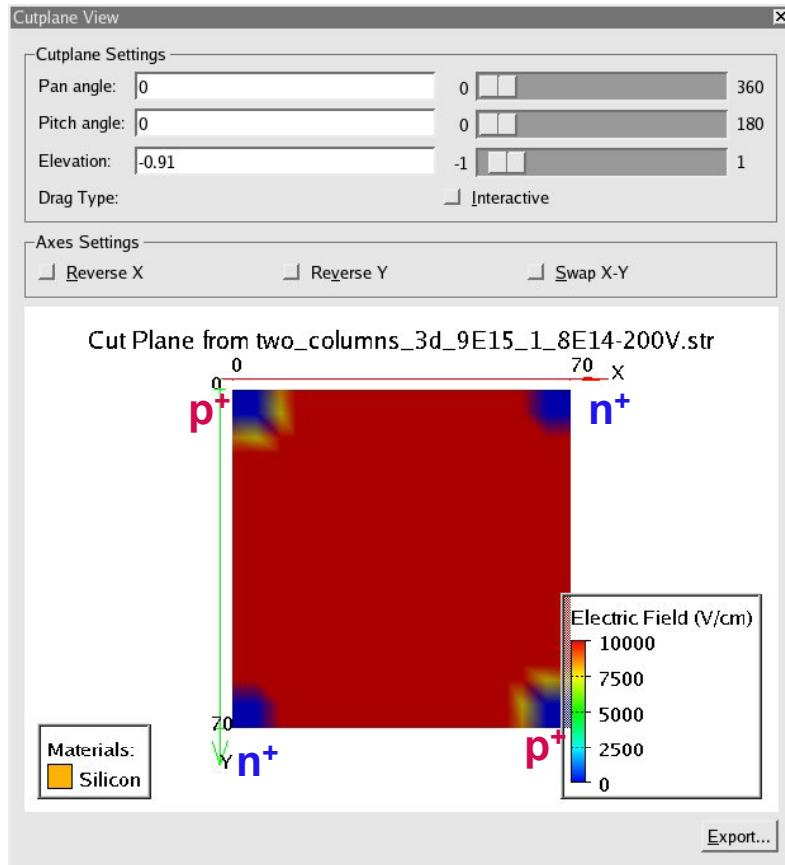 Cutplane View
Cutplane Settings
Pan angle: 0 0 360
Pitch angle: 0 0 180
Elevation: -0.91 -1 1
Drag Type: Interactive
Axes Settings
Reverse X Reverse Y Swap X-Y
Cut Plane from two_columns_3d_9E15_1_8E14-200V.str
0 70 X
0
p+ n+
Electric Field (V/cm)
10000
7500
5000
2500
0
70
Y n+ p+
Materials:
Silicon
Export...